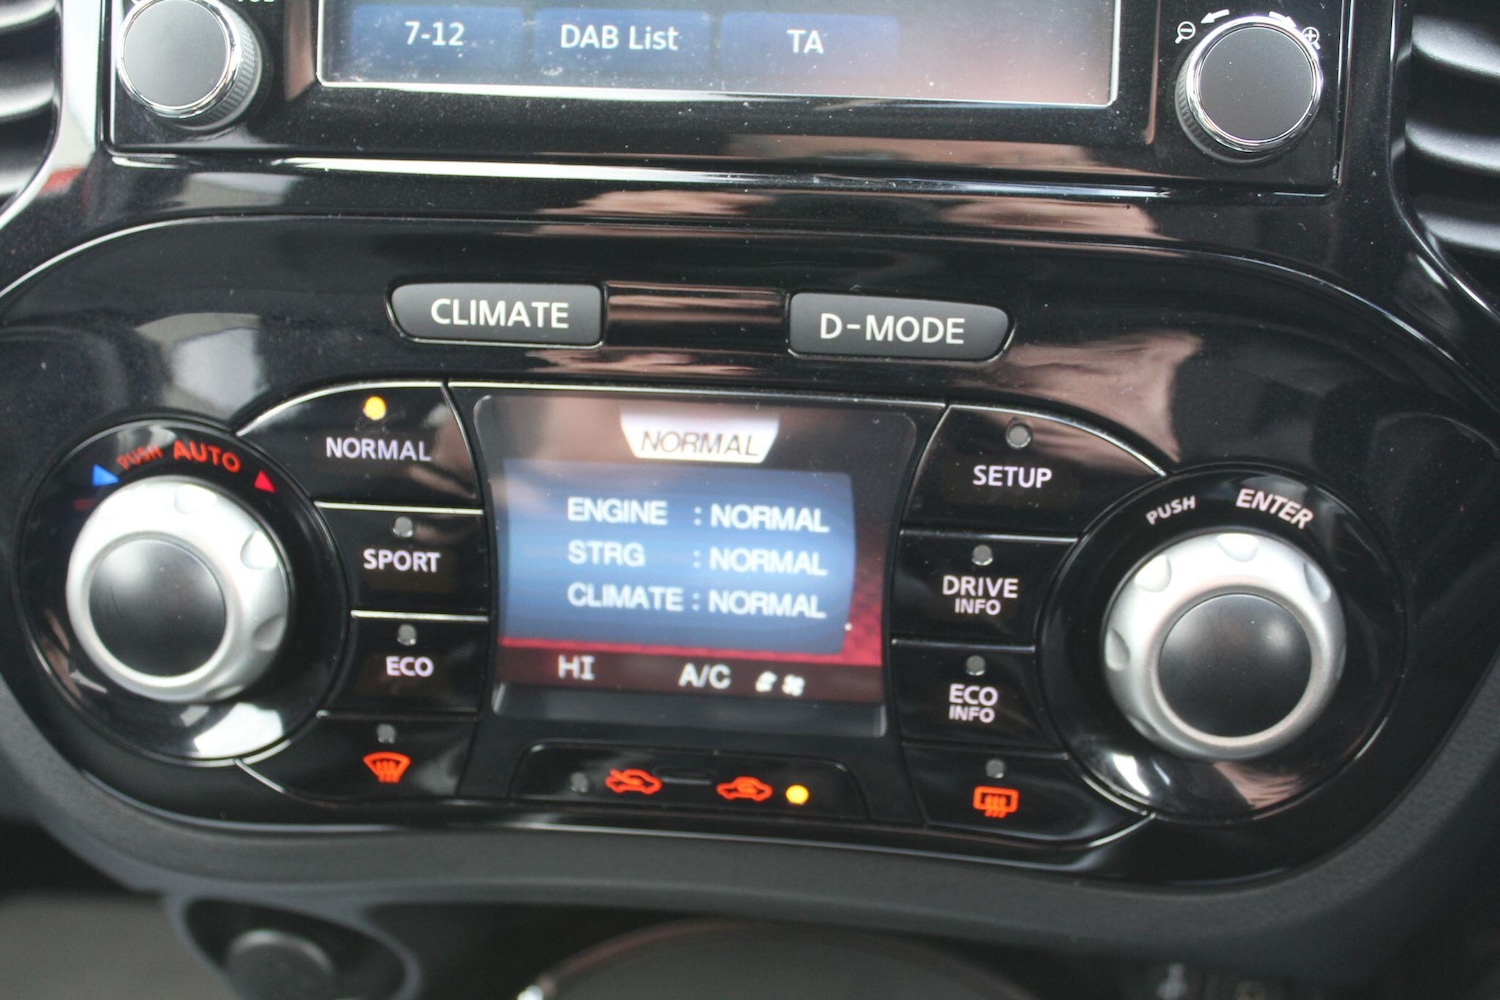 7-12 DAB List TA
CLIMATE D-MODE
NORMAL
NORMAL
SETUP
PUSH AUTO
PUSH ENTER
ENGINE : NORMAL
STRG : NORMAL
CLIMATE : NORMAL
SPORT
DRIVE
INFO
ECO
HI A/C
ECO
INFO